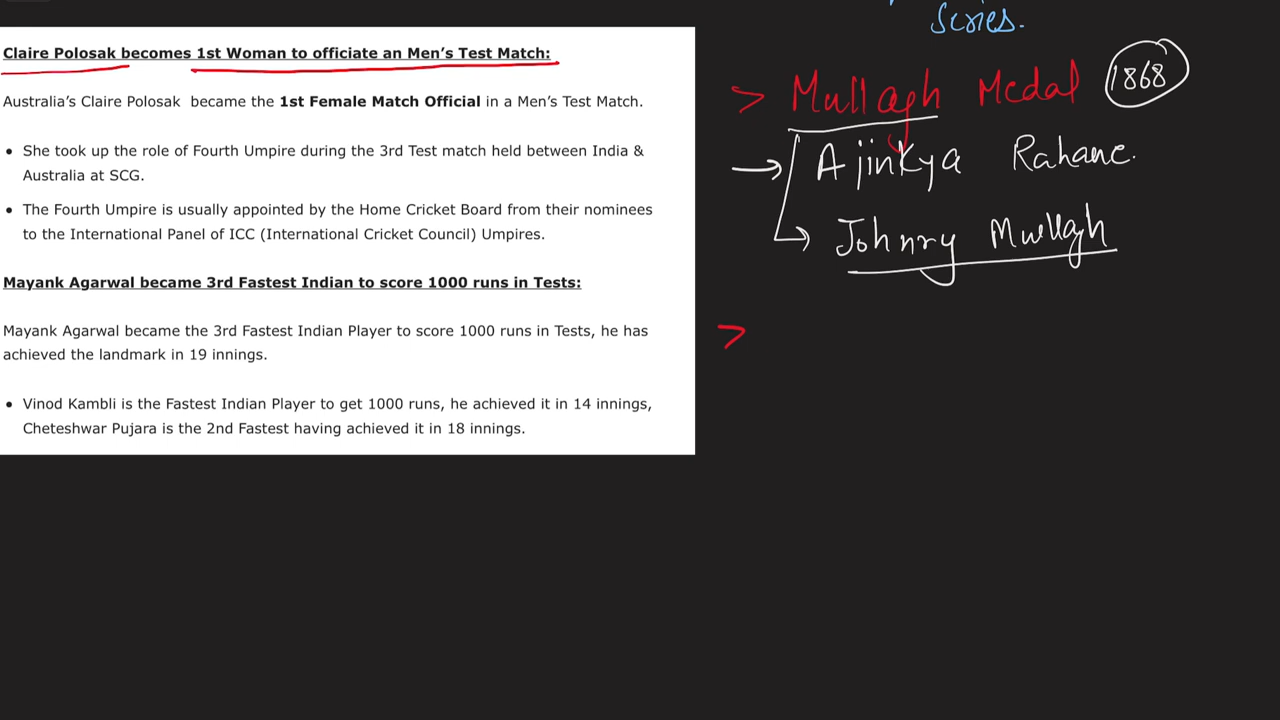 Claire Polosak becomes 1st Woman to officiate an Men's Test Match:
Australia's Claire Polosak became the 1st Female Match Official in a Men's Test Match.
• She took up the role of Fourth Umpire during the 3rd Test match held between India &
Australia at SCG.
• The Fourth Umpire is usually appointed by the Home Cricket Board from their nominees
to the International Panel of ICC (International Cricket Council) Umpires.
Mayank Agarwal became 3rd Fastest Indian to score 1000 runs in Tests:
Mayank Agarwal became the 3rd Fastest Indian Player to score 1000 runs in Tests, he has
achieved the landmark in 19 innings.
• Vinod Kambli is the Fastest Indian Player to get 1000 runs, he achieved it in 14 innings,
Cheteshwar Pujara is the 2nd Fastest having achieved it in 18 innings.
Series.
> Mullagh Medal 1868
→ Ajinkya Rahane.
→ Johnny Mullagh
>